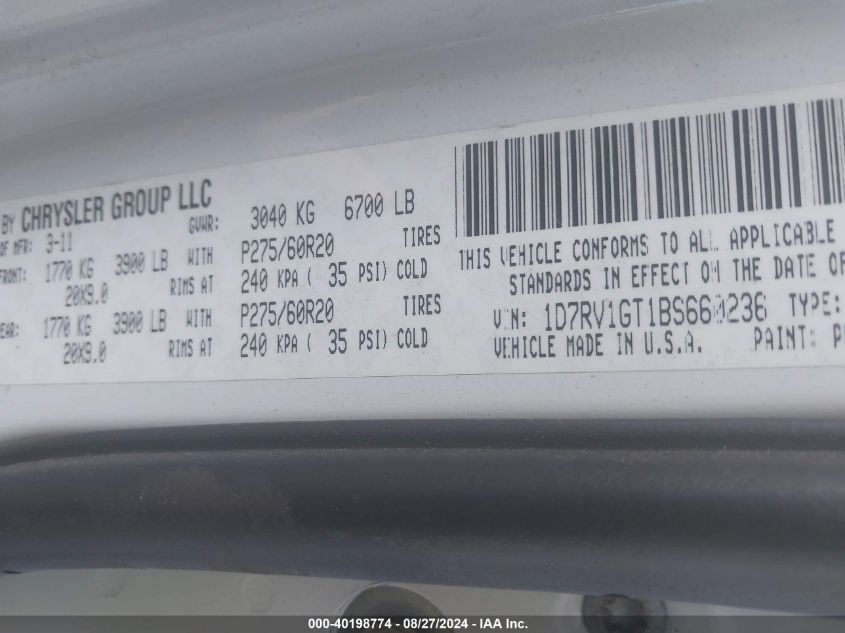 BY CHRYSLER GROUP LLC
OF MFR: 3-11 GVWR: 3040 KG 6700 LB
FRONT: 1770 KG 3900 LB WITH P275/60R20 TIRES
20X9.0 RIMS AT 240 KPA ( 35 PSI) COLD
1770 KG 3900 LB WITH P275/60R20 TIRES
20X9.0 RIMS AT 240 KPA ( 35 PSI) COLD
THIS VEHICLE CONFORMS TO ALL APPLICABLE
STANDARDS IN EFFECT ON THE DATE OF
VIN: TYPE:
VEHICLE MADE IN U.S.A. PAINT:
000-40198774 - 08/27/2024 - IAA Inc.